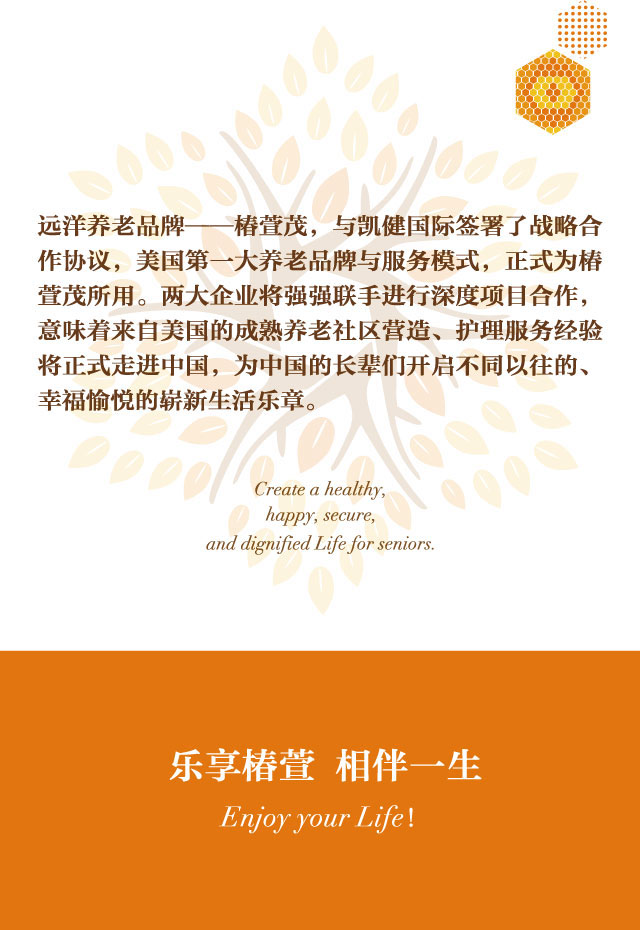 远洋养老品牌——椿萱茂，与凯健国际签署了战略合
作协议，美国第一大养老品牌与服务模式，正式为椿
萱茂所用。两大企业将强强联手进行深度项目合作，
意味着来自美国的成熟养老社区营造、护理服务经验
将正式走进中国，为中国的长辈们开启不同以往的、
幸福愉悦的崭新生活乐章。
Create a healthy,
happy, secure,
and dignified Life for seniors.
乐享椿萱 相伴一生
Enjoy your Life！